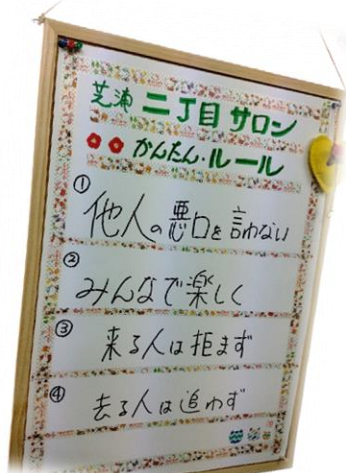 芝浦 二丁目 サロン
かんたん・ルール
①
他人の悪口を言わない
②
みんなで楽しく
③
来る人は拒まず
④
去る人は追わず